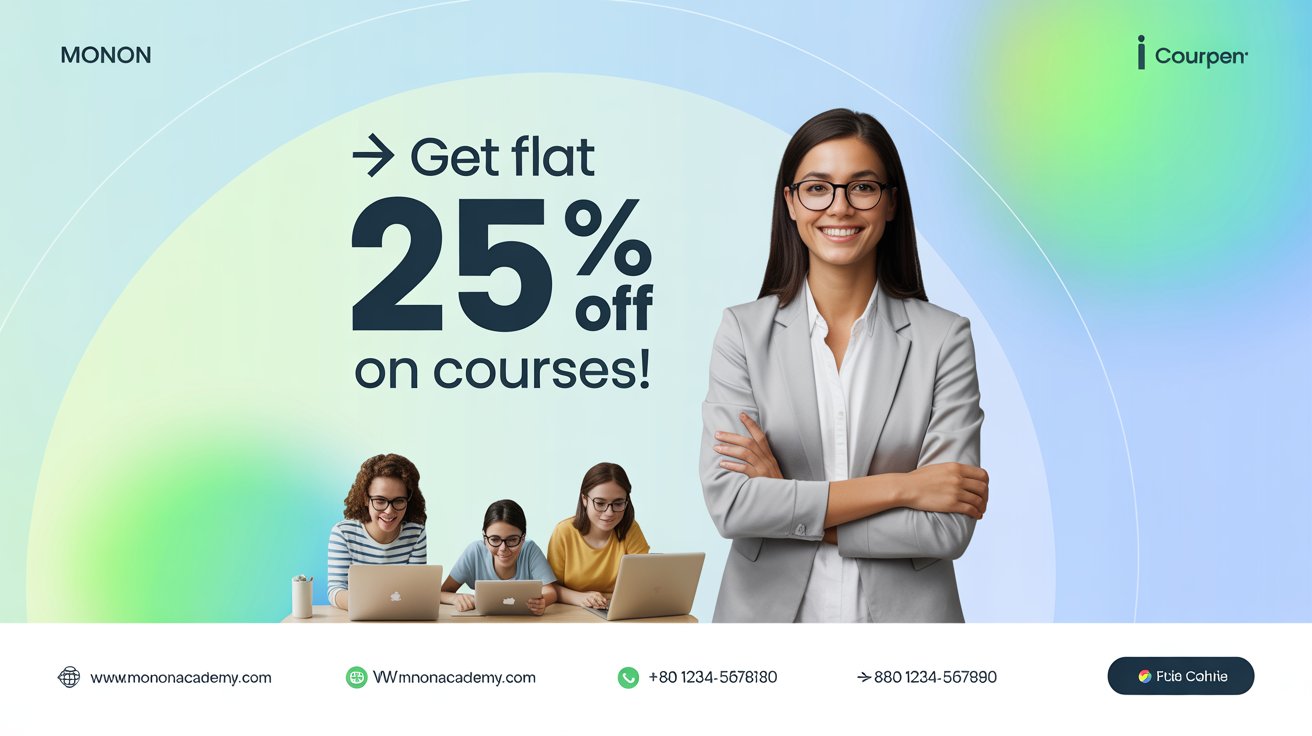 MONON
Courpen
→ Get flat
25%
off
on courses!
www.mononacademy.com
VWmnonacademy.com
+80 1234-5678180
→880 1234-567890
Fcio Cohrie